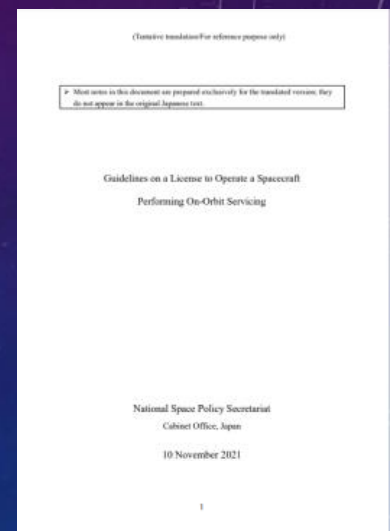 (Tentative translation/For reference purpose only)
➢ Most notes in this document are prepared exclusively for the translated version; they
do not appear in the original Japanese text.
Guidelines on a License to Operate a Spacecraft
Performing On-Orbit Servicing
National Space Policy Secretariat
Cabinet Office, Japan
10 November 2021
1